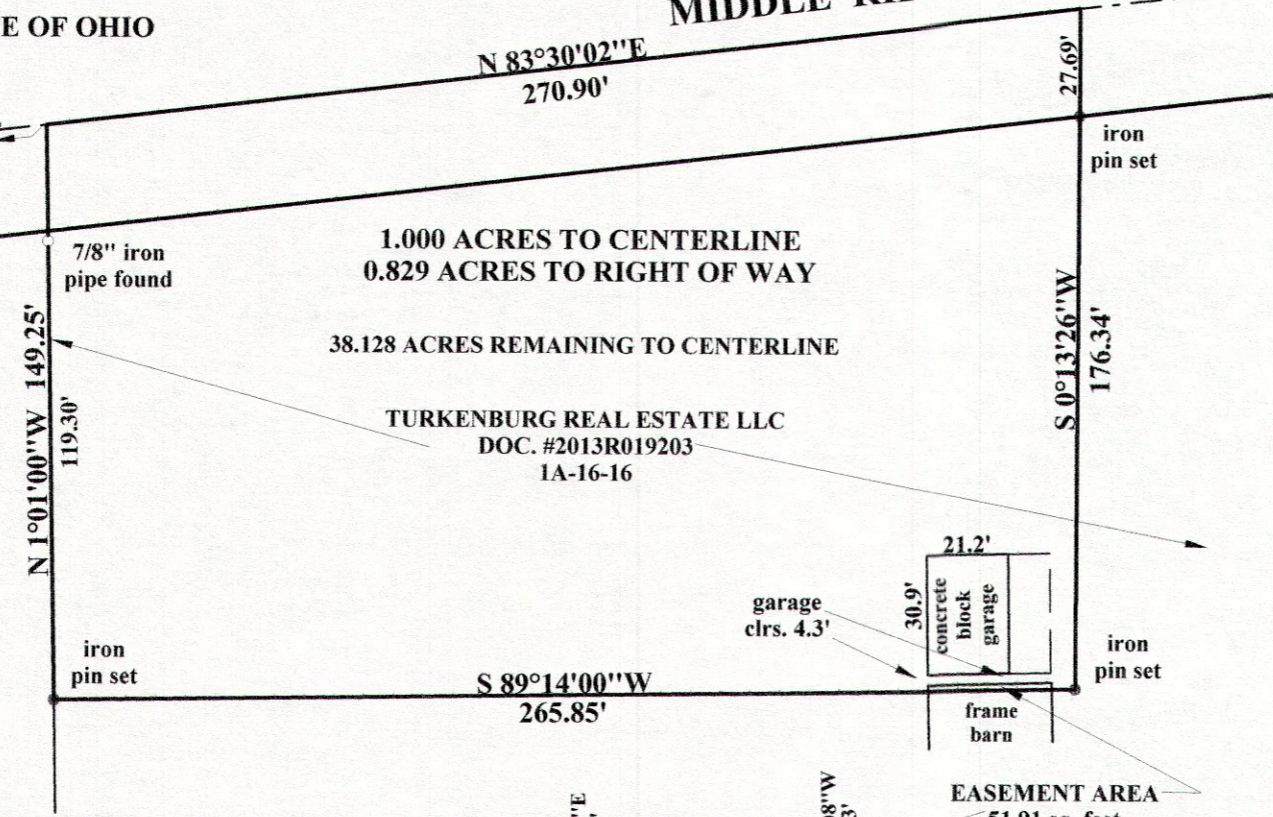 E OF OHIO
MIDDLE
N 83°30'02"E
270.90'
27.69'
iron
pin set
7/8" iron
pipe found
1.000 ACRES TO CENTERLINE
0.829 ACRES TO RIGHT OF WAY
38.128 ACRES REMAINING TO CENTERLINE
N 1°01'00"W 149.25'
119.30'
S 0°13'26"W
176.34'
TURKENBURG REAL ESTATE LLC
DOC. #2013R019203
1A-16-16
21.2'
30.9'
concrete
block
garage
garage
clrs. 4.3'
iron
pin set
iron
pin set
S 89°14'00"W
265.85'
frame
barn
EASEMENT AREA